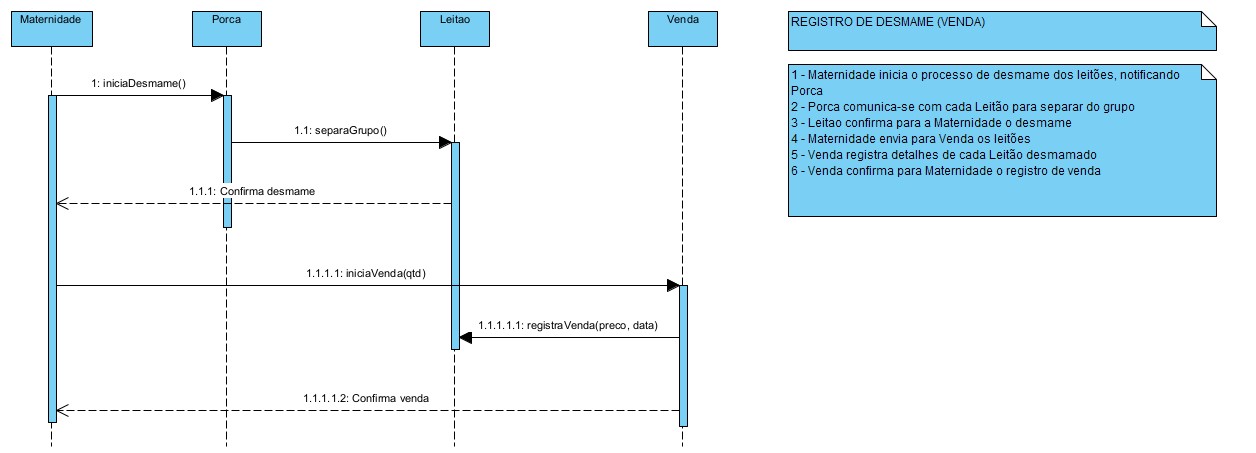 Maternidade
Porca
Leitao
Venda
1: iniciaDesmame()
1.1: separaGrupo()
1.1.1: Confirma desmame
1.1.1.1: iniciaVenda(qtd)
1.1.1.1.1: registraVenda(preco, data)
1.1.1.1.2: Confirma venda
REGISTRO DE DESMAME (VENDA)
1 - Maternidade inicia o processo de desmame dos leitões, notificando
Porca
2 - Porca comunica-se com cada Leitão para separar do grupo
3 - Leitao confirma para a Maternidade o desmame
4 - Maternidade envia para Venda os leitões
5 - Venda registra detalhes de cada Leitão desmamado
6 - Venda confirma para Maternidade o registro de venda